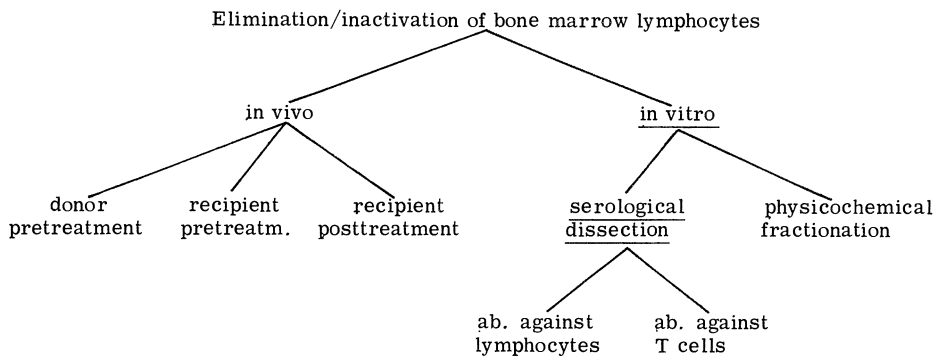 Elimination/inactivation of bone marrow lymphocytes
in vivo
in vitro
donor
pretreatment
recipient
pretreatm.
recipient
posttreatment
serological
dissection
physicochemical
fractionation
ab. against
lymphocytes
ab. against
T cells